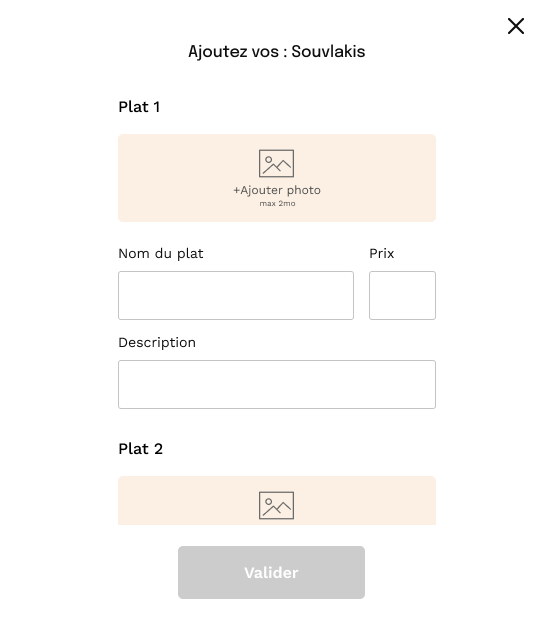 Ajoutez vos : Souvlakis
Plat 1
+Ajouter photo
max 2mo
Nom du plat Prix
Description
Plat 2
Valider